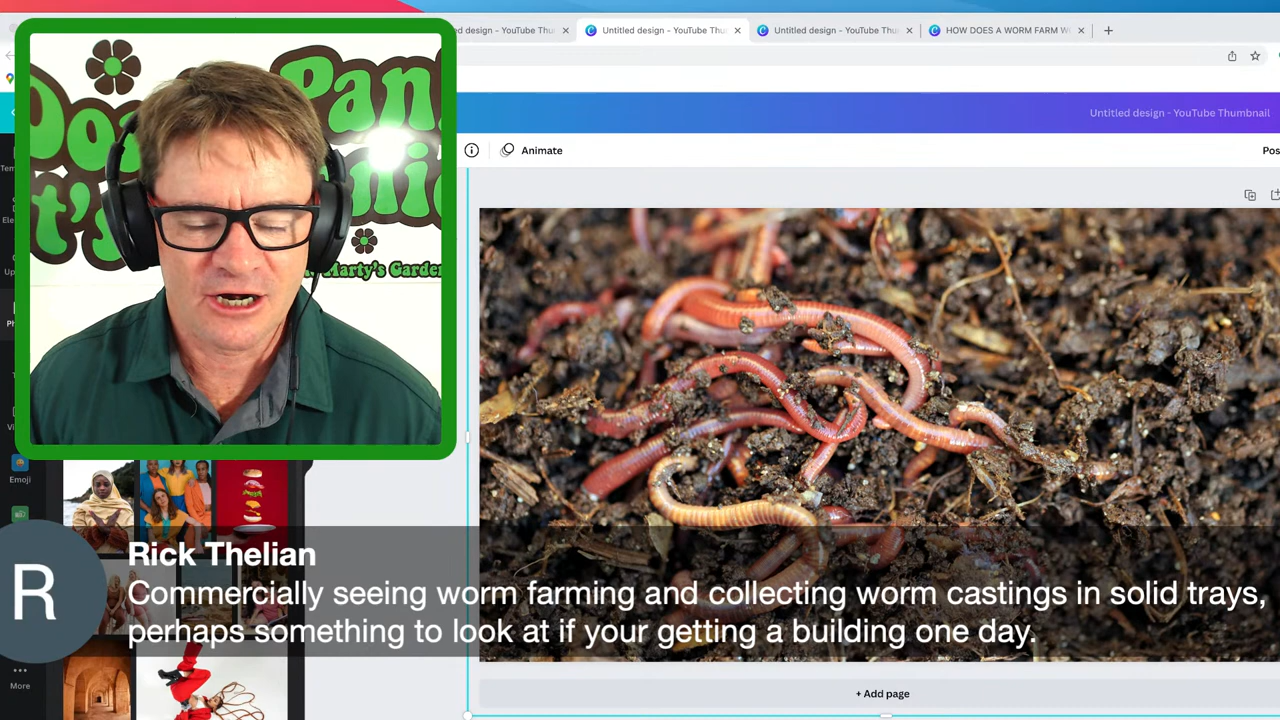 d design - YouTube Thu
Untitled design - YouTube Thu
Untitled design - YouTube Thu
HOW DOES A WORM FARM W
Untitled design - YouTube Thumbnail
Animate
Pos
Pan
Marty's Garden
Emoji
R
Rick Thelian
Commercially seeing worm farming and collecting worm castings in solid trays,
perhaps something to look at if your getting a building one day.
More
+ Add page